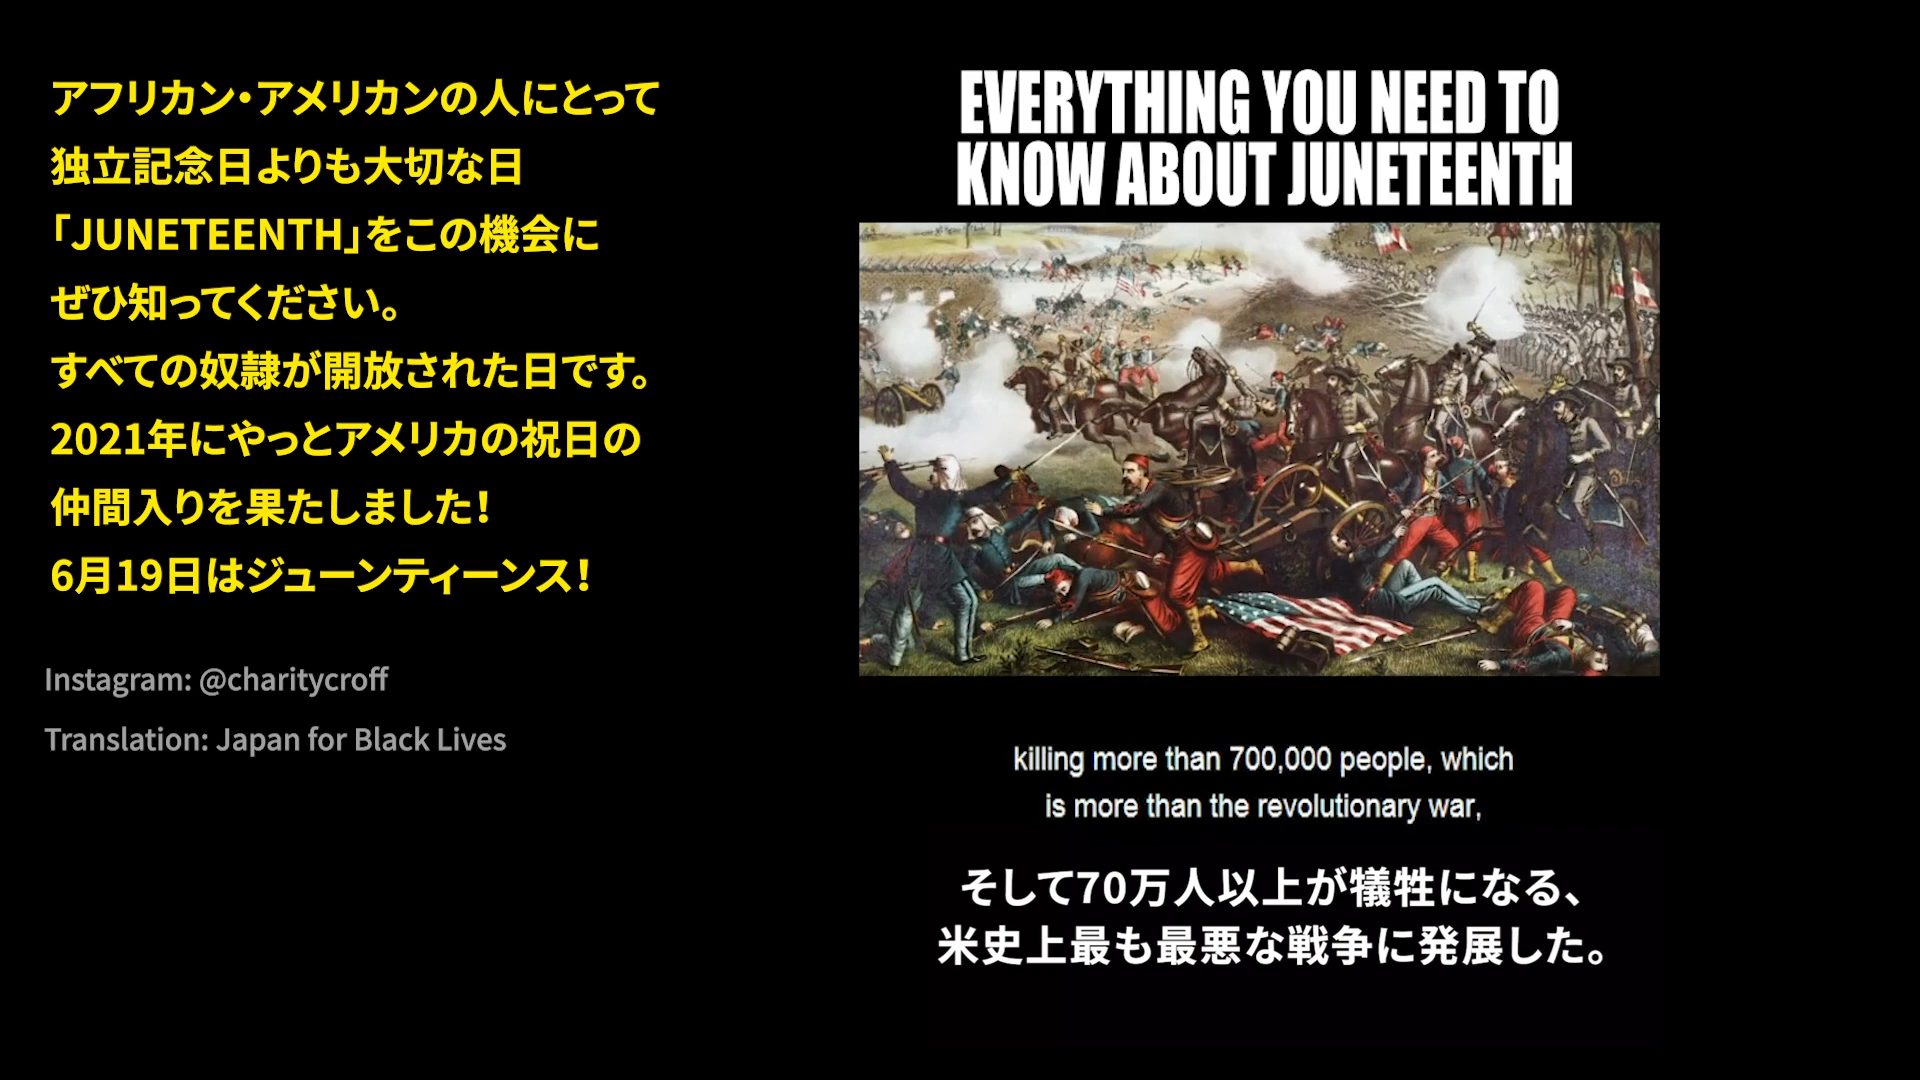 アフリカン・アメリカンの人にとって
独立記念日よりも大切な日
「JUNETEENTH」をこの機会に
ぜひ知ってください。
すべての奴隷が開放された日です。
2021年にやっとアメリカの祝日の
仲間入りを果たしました！
6月19日はジューンティーンス！
Instagram: @charitycroff
Translation: Japan for Black Lives
EVERYTHING YOU NEED TO
KNOW ABOUT JUNETEENTH
killing more than 700,000 people, which
is more than the revolutionary war,
そして70万人以上が犠牲になる、
米史上最も最悪な戦争に発展した。